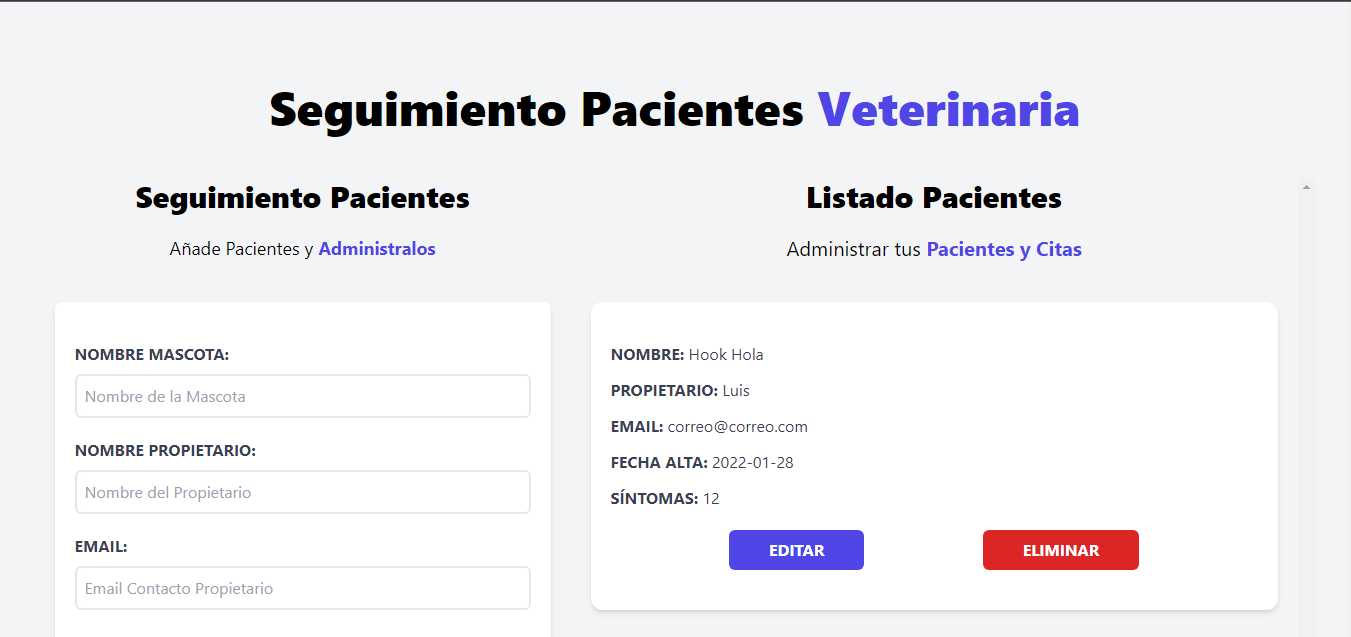 Seguimiento Pacientes Veterinaria
Seguimiento Pacientes
Añade Pacientes y Administralos
NOMBRE MASCOTA:
Nombre de la Mascota
NOMBRE PROPIETARIO:
Nombre del Propietario
EMAIL:
Email Contacto Propietario
Listado Pacientes
Administrar tus Pacientes y Citas
NOMBRE: Hook Hola
PROPIETARIO: Luis
EMAIL: correo@correo.com
FECHA ALTA: 2022-01-28
SÍNTOMAS: 12
EDITAR
ELIMINAR